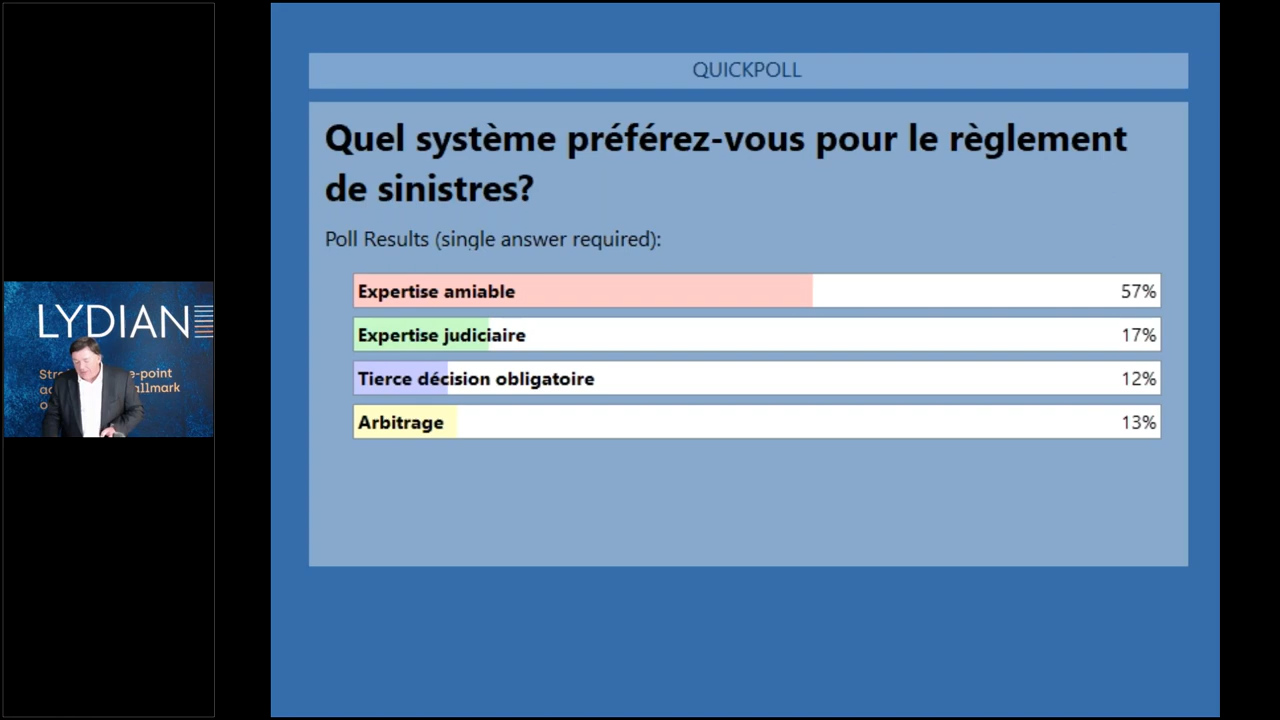 QUICKPOLL
Quel système préférez-vous pour le règlement
de sinistres?
Poll Results (single answer required):
Expertise amiable 57%
Expertise judiciaire 17%
Tierce décision obligatoire 12%
Arbitrage 13%
LYDIAN